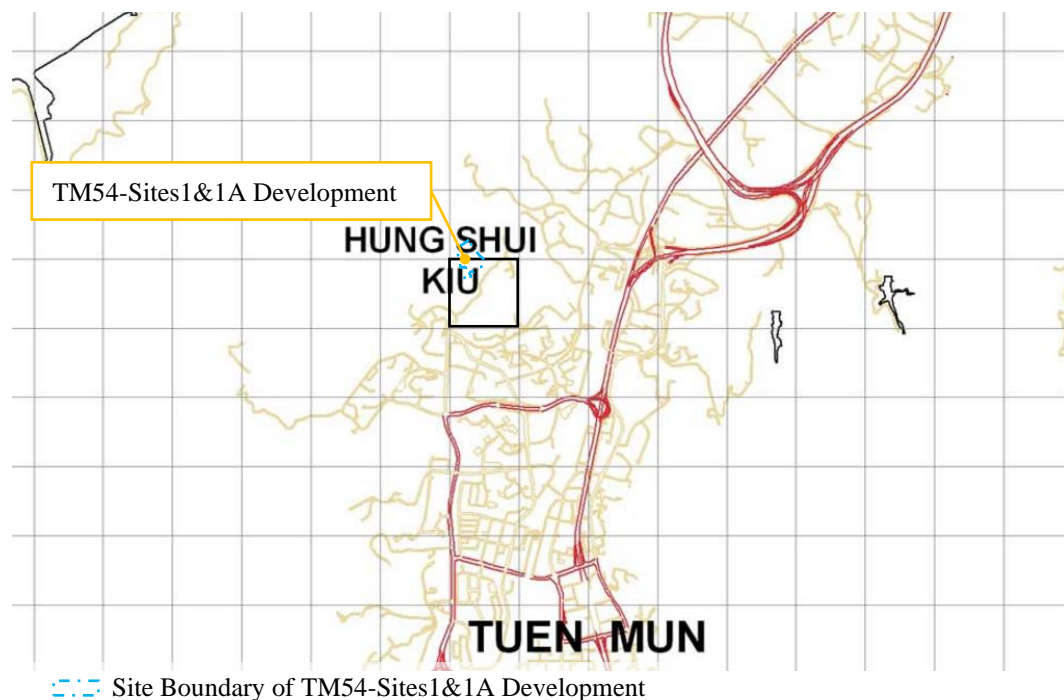 TM54-Sites1&1A Development
HUNG SHUI
KIU
TUEN MUN
Site Boundary of TM54-Sites1&1A Development